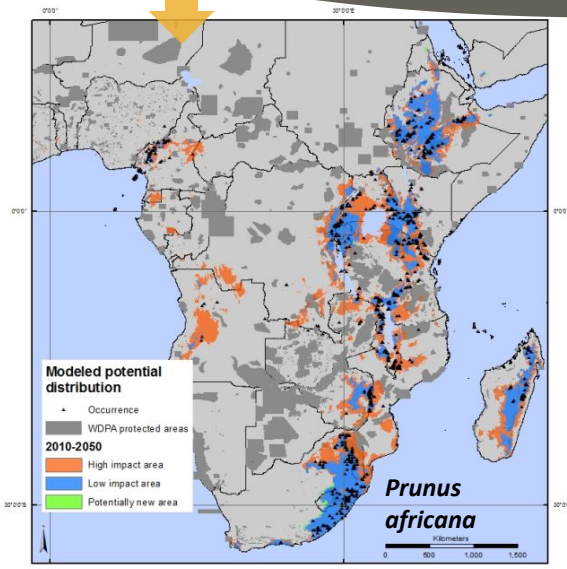 0°0'0"
30°0'0"E
0°0'0"
0°0'0"
Modeled potential
distribution
Occurrence
WDPA protected areas
2010-2050
High impact area
Low impact area
Potentially new area
Prunus
africana
30°0'0"S
30°0'0"S
Kilometers
0 500 1,000 1,500